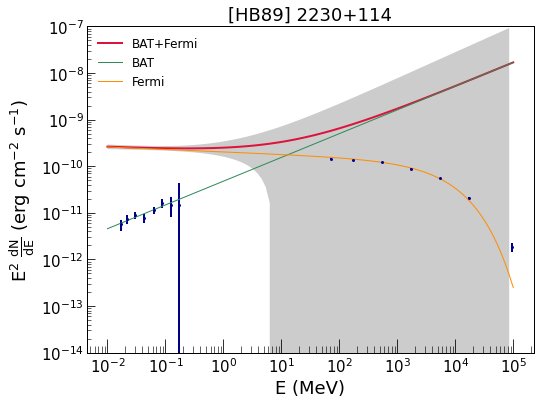 [HB89] 2230+114
BAT+Fermi
BAT
Fermi
10⁻⁷
10⁻⁸
10⁻⁹
10⁻¹⁰
10⁻¹¹
10⁻¹²
10⁻¹³
10⁻¹⁴
E² dN/dE (erg cm⁻² s⁻¹)
10⁻² 10⁻¹ 10⁰ 10¹ 10² 10³ 10⁴ 10⁵
E (MeV)